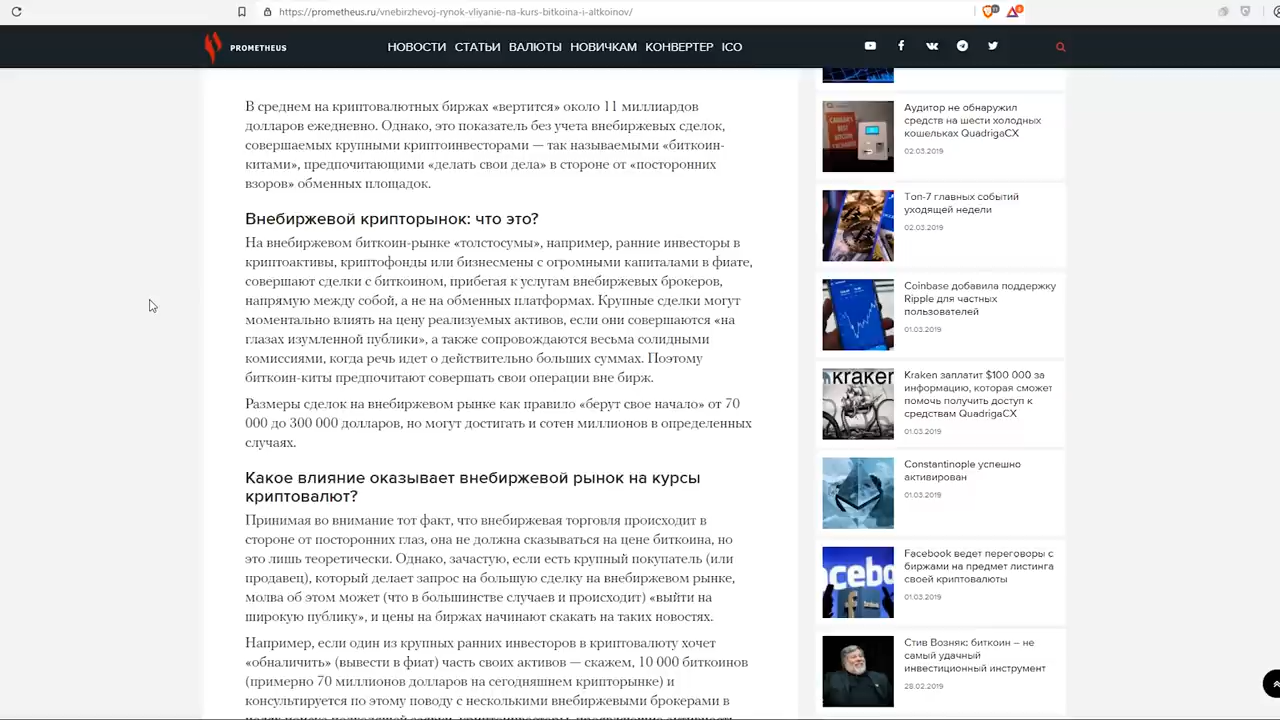 https://prometheus.ru/vnebirzhevoj-rynok-vliyanie-na-kurs-bitkoina-i-altkoinov/
PROMETHEUS
НОВОСТИ СТАТЬИ ВАЛЮТЫ НОВИЧКАМ КОНВЕРТЕР ICO
В среднем на криптовалютных биржах «вертится» около 11 миллиардов
долларов ежедневно. Однако, это показатель без учета внебиржевых сделок,
совершаемых крупными криптоинвесторами — так называемыми «биткоин-
китами», предпочитающими «делать свои дела» в стороне от «посторонних
взоров» обменных площадок.
Внебиржевой крипторынок: что это?
На внебиржевом биткоин-рынке «толстосумы», например, ранние инвесторы в
криптоактивы, криптофонды или бизнесмены с огромными капиталами в фиате,
совершают сделки с биткоином, прибегая к услугам внебиржевых брокеров,
напрямую между собой, а не на обменных платформах. Крупные сделки могут
моментально влиять на цену реализуемых активов, если они совершаются «на
глазах изумленной публики», а также сопровождаются весьма солидными
комиссиями, когда речь идет о действительно больших суммах. Поэтому
биткоин-киты предпочитают совершать свои операции вне бирж.
Размеры сделок на внебиржевом рынке как правило «берут свое начало» от 70
000 до 300 000 долларов, но могут достигать и сотен миллионов в определенных
случаях.
Какое влияние оказывает внебиржевой рынок на курсы
криптовалют?
Принимая во внимание тот факт, что внебиржевая торговля происходит в
стороне от посторонних глаз, она не должна сказываться на цене биткоина, но
это лишь теоретически. Однако, зачастую, если есть крупный покупатель (или
продавец), который делает запрос на большую сделку на внебиржевом рынке,
молва об этом может (что в большинстве случаев и происходит) «выйти на
широкую публику», и цены на биржах начинают скакать на таких новостях.
Например, если один из крупных ранних инвесторов в криптовалюту хочет
(вывести в фиат) часть своих активов — скажем, 10 000 биткоинов
(примерно 70 миллионов долларов на сегодняшнем крипторынке) и
консультируется по этому поводу с несколькими внебиржевыми брокерами в
Аудитор не обнаружил
средств на шести холодных
кошельках QuadrigaCX
02.03.2019
Топ-7 главных событий
уходящей недели
02.03.2019
Coinbase добавила поддержку
Ripple для частных
пользователей
01.03.2019
kraken
Kraken заплатит $100 000 за
информацию, которая сможет
помочь получить доступ к
средствам QuadrigaCX
01.03.2019
Constantinople успешно
активирован
01.03.2019
facebook
Facebook ведет переговоры с
биржами на предмет листинга
своей криптовалюты
01.03.2019
Стив Возняк: биткоин – не
самый удачный
инвестиционный инструмент
28.02.2019